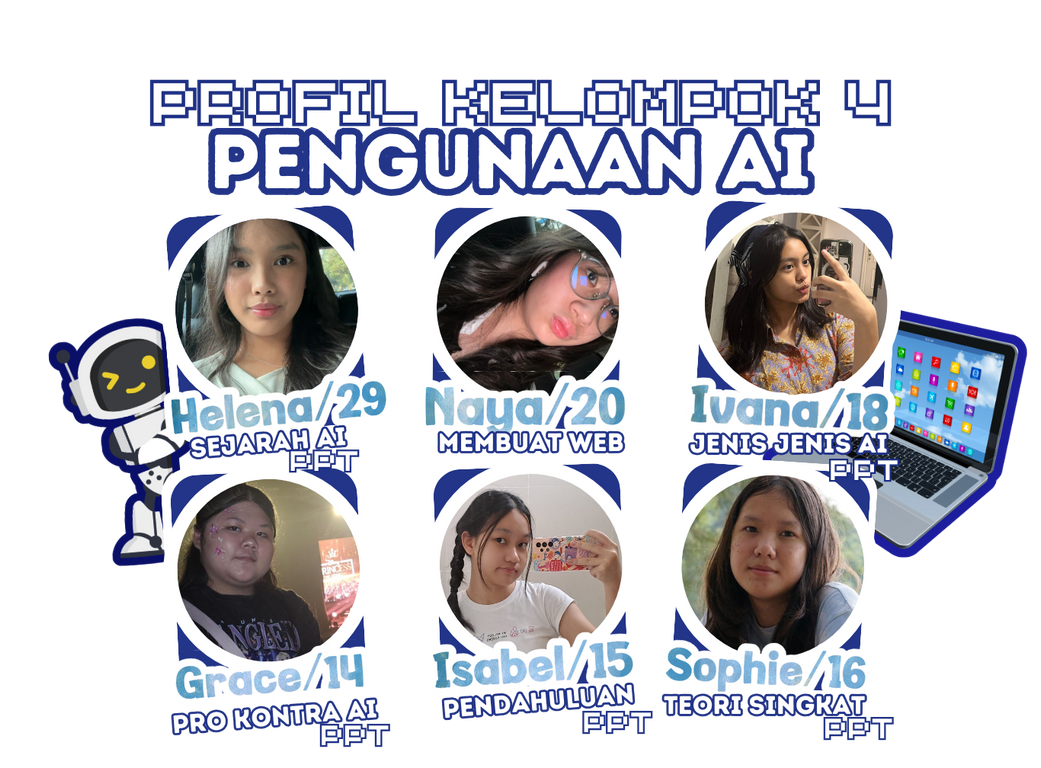 PROFIL KELOMPOK 4
PENGUNAAN AI
Helena/29
SEJARAH AI
PPT
Naya/20
MEMBUAT WEB
Ivana/18
JENIS JENIS AI
PPT
Grace/14
PRO KONTRA AI
PPT
Isabel/15
PENDAHULUAN
PPT
Sophie/16
TEORI SINGKAT
PPT